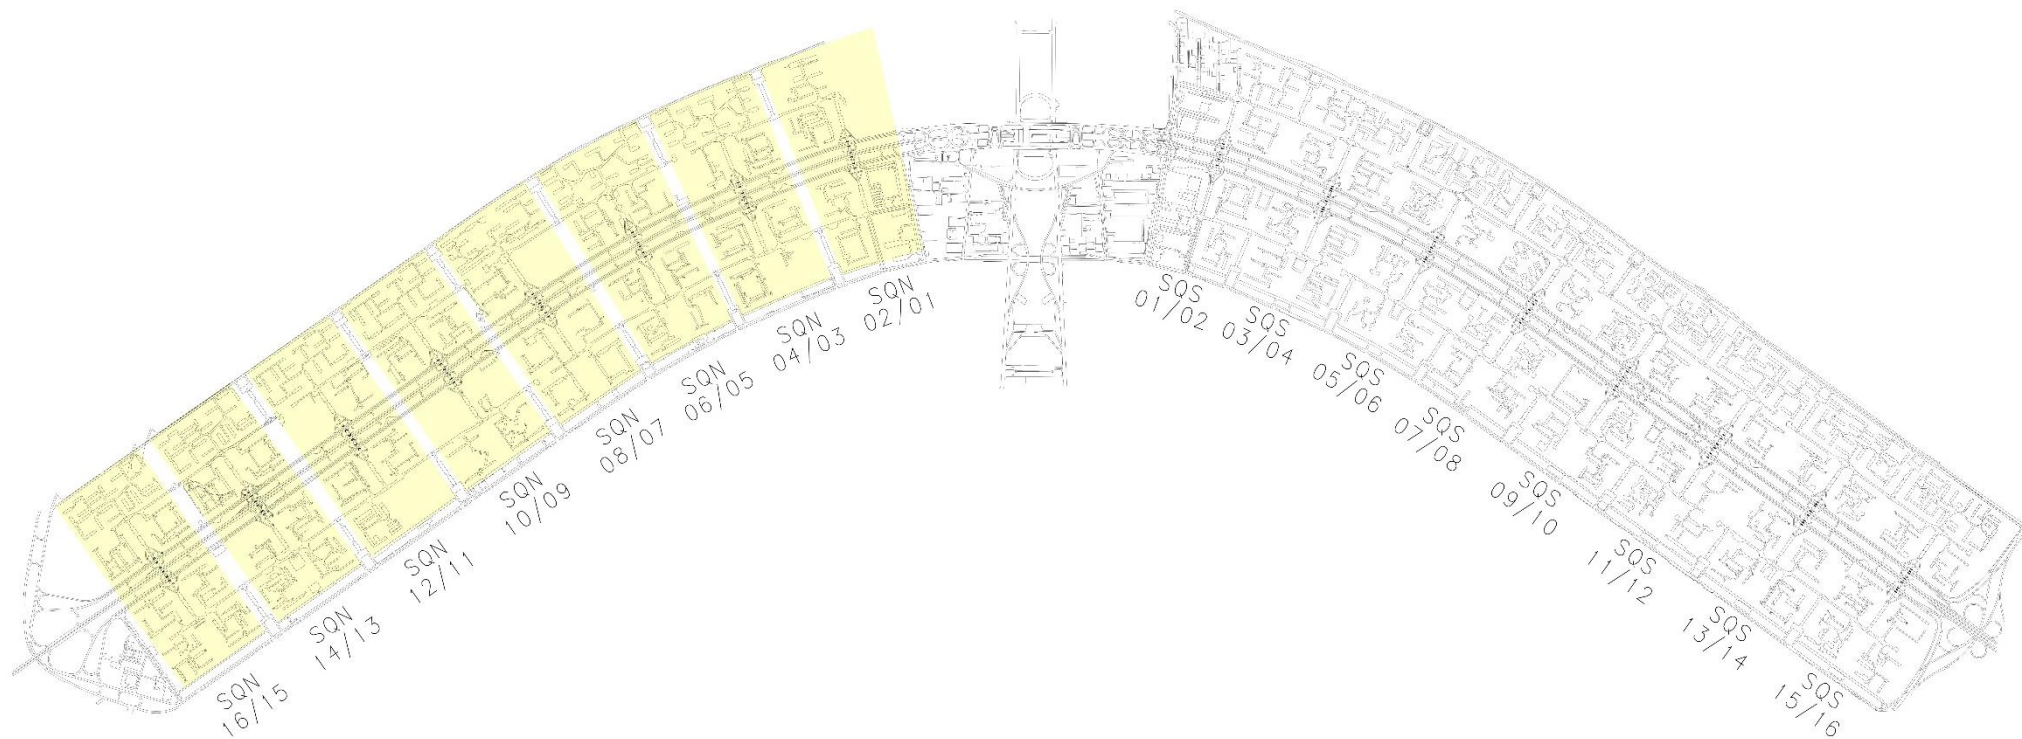 SQN
16/15
SQN
14/13
SQN
12/11
SQN
10/09
SQN
08/07
SQN
06/05
SQN
04/03
SQN
02/01
SQS
01/02
SQS
03/04
SQS
05/06
SQS
07/08
SQS
09/10
SQS
11/12
SQS
13/14
SQS
15/16